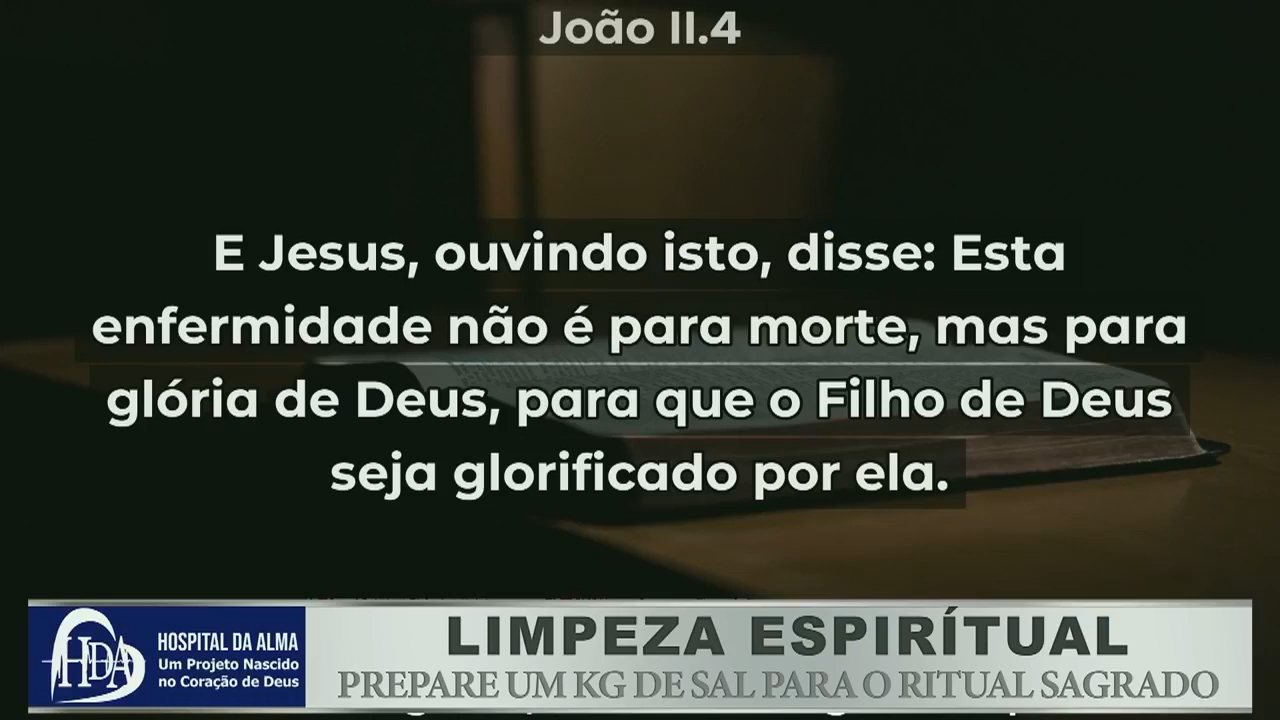 João II.4
E Jesus, ouvindo isto, disse: Esta
enfermidade não é para morte, mas para
glória de Deus, para que o Filho de Deus
seja glorificado por ela.
HDA
HOSPITAL DA ALMA
Um Projeto Nascido
no Coração de Deus
LIMPEZA ESPIRÍTUAL
PREPARE UM KG DE SAL PARA O RITUAL SAGRADO